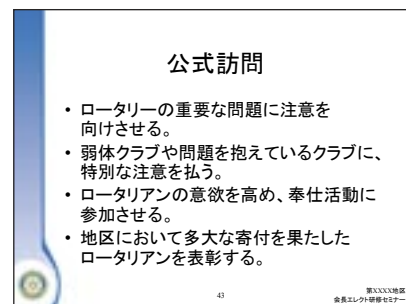 公式訪問
• ロータリーの重要な問題に注意を
向けさせる。
• 弱体クラブや問題を抱えているクラブに、
特別な注意を払う。
• ロータリアンの意欲を高め、奉仕活動に
参加させる。
• 地区において多大な寄付を果たした
ロータリアンを表彰する。
43
第XXXX地区
会長エレクト研修セミナー